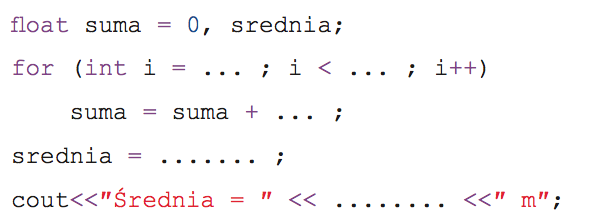 float suma = 0, srednia;
for (int i = ... ; i < ... ; i++)
    suma = suma + ... ;
srednia = ....... ;
cout<<"Średnia = " << ........ <<" m";